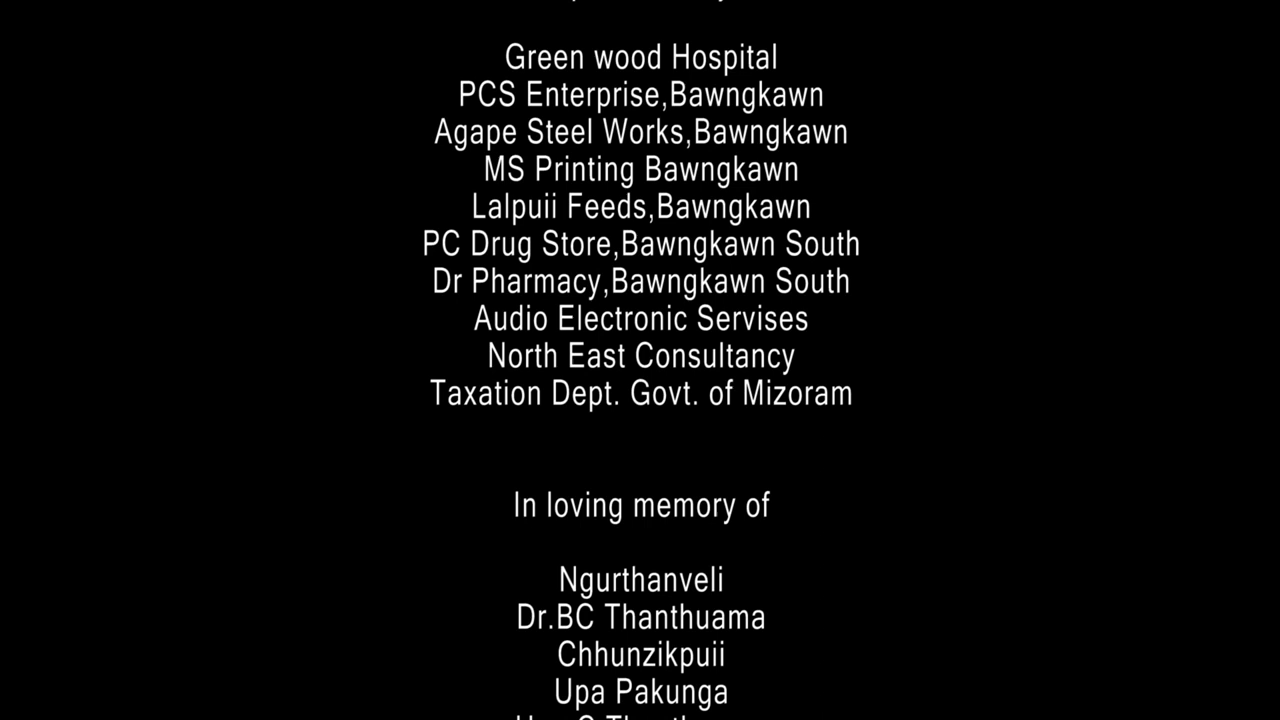 Green wood Hospital
PCS Enterprise,Bawngkawn
Agape Steel Works,Bawngkawn
MS Printing Bawngkawn
Lalpuii Feeds,Bawngkawn
PC Drug Store,Bawngkawn South
Dr Pharmacy,Bawngkawn South
Audio Electronic Servises
North East Consultancy
Taxation Dept. Govt. of Mizoram
In loving memory of
Ngurthanveli
Dr.BC Thanthuama
Chhunzikpuii
Upa Pakunga